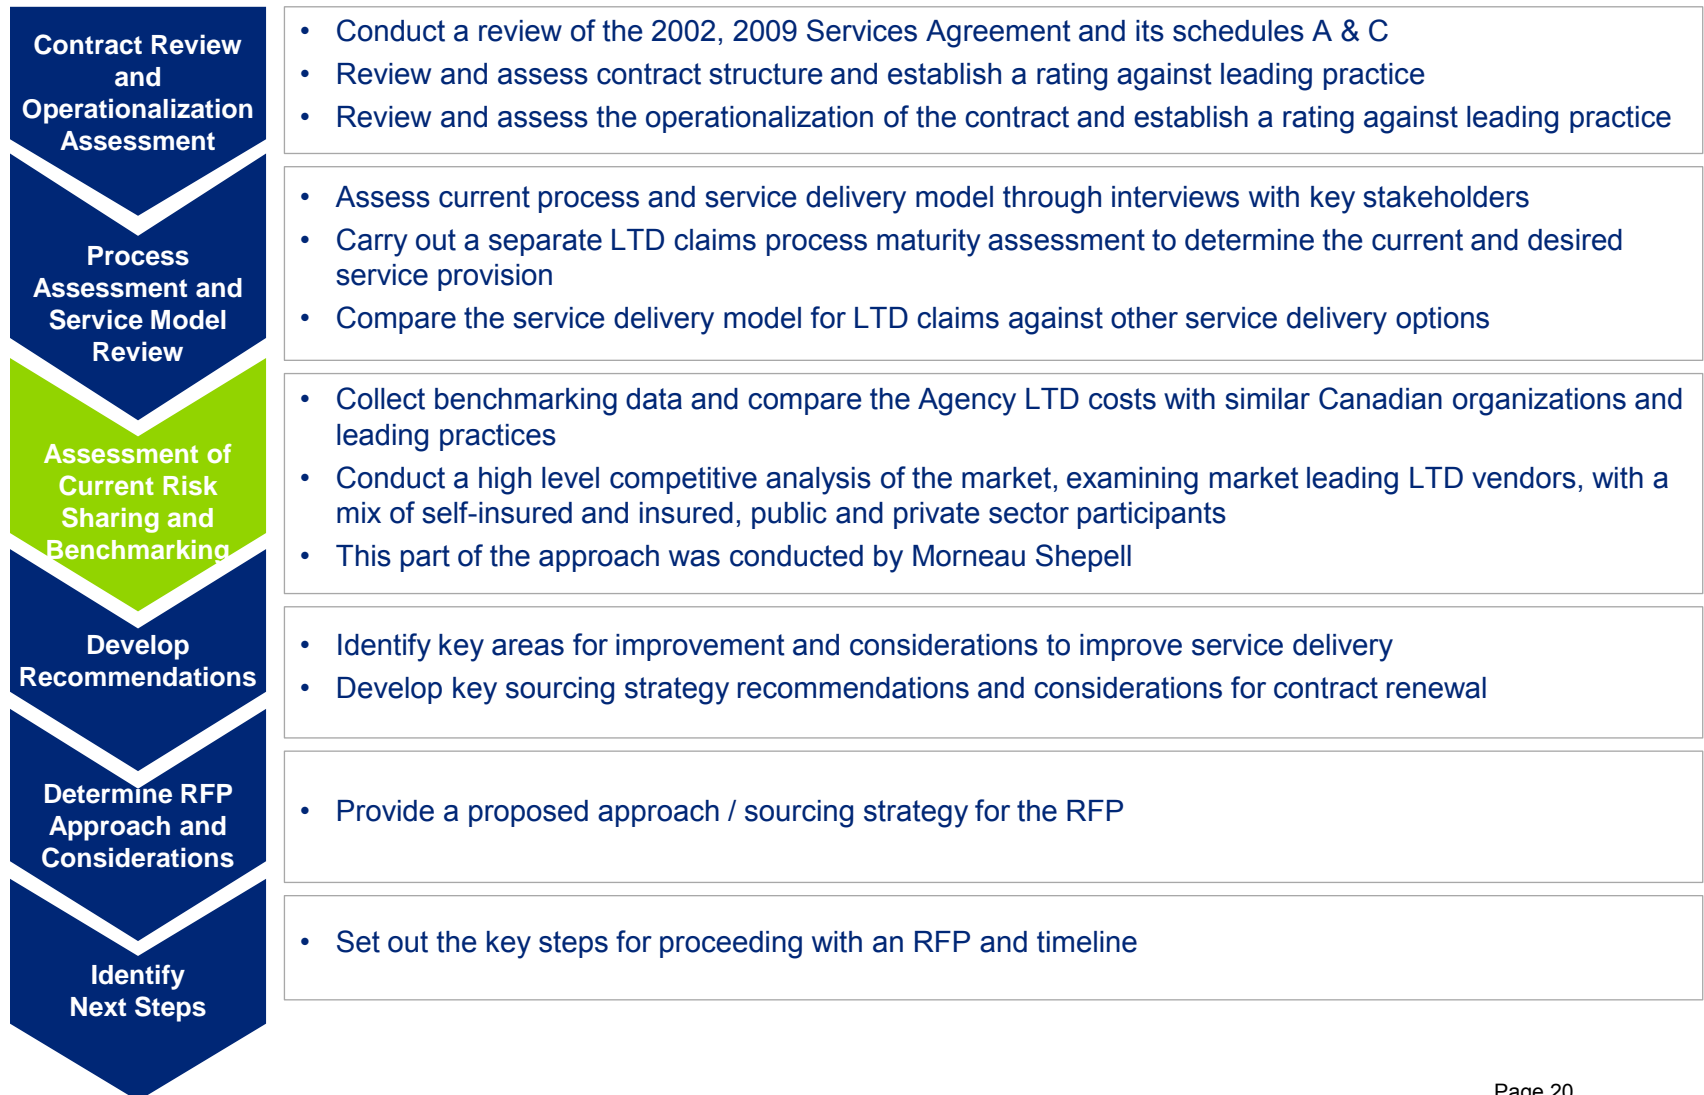 Contract Review
and
Operationalization
Assessment
• Conduct a review of the 2002, 2009 Services Agreement and its schedules A & C
• Review and assess contract structure and establish a rating against leading practice
• Review and assess the operationalization of the contract and establish a rating against leading practice
Process
Assessment and
Service Model
Review
• Assess current process and service delivery model through interviews with key stakeholders
• Carry out a separate LTD claims process maturity assessment to determine the current and desired
service provision
• Compare the service delivery model for LTD claims against other service delivery options
Assessment of
Current Risk
Sharing and
Benchmarking
• Collect benchmarking data and compare the Agency LTD costs with similar Canadian organizations and
leading practices
• Conduct a high level competitive analysis of the market, examining market leading LTD vendors, with a
mix of self-insured and insured, public and private sector participants
• This part of the approach was conducted by Morneau Shepell
Develop
Recommendations
• Identify key areas for improvement and considerations to improve service delivery
• Develop key sourcing strategy recommendations and considerations for contract renewal
Determine RFP
Approach and
Considerations
• Provide a proposed approach / sourcing strategy for the RFP
Identify
Next Steps
• Set out the key steps for proceeding with an RFP and timeline
Page 20